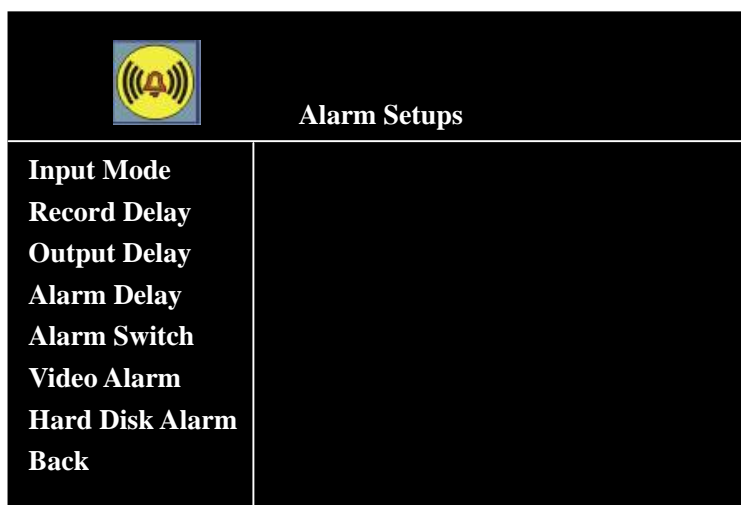 Alarm Setups
Input Mode
Record Delay
Output Delay
Alarm Delay
Alarm Switch
Video Alarm
Hard Disk Alarm
Back